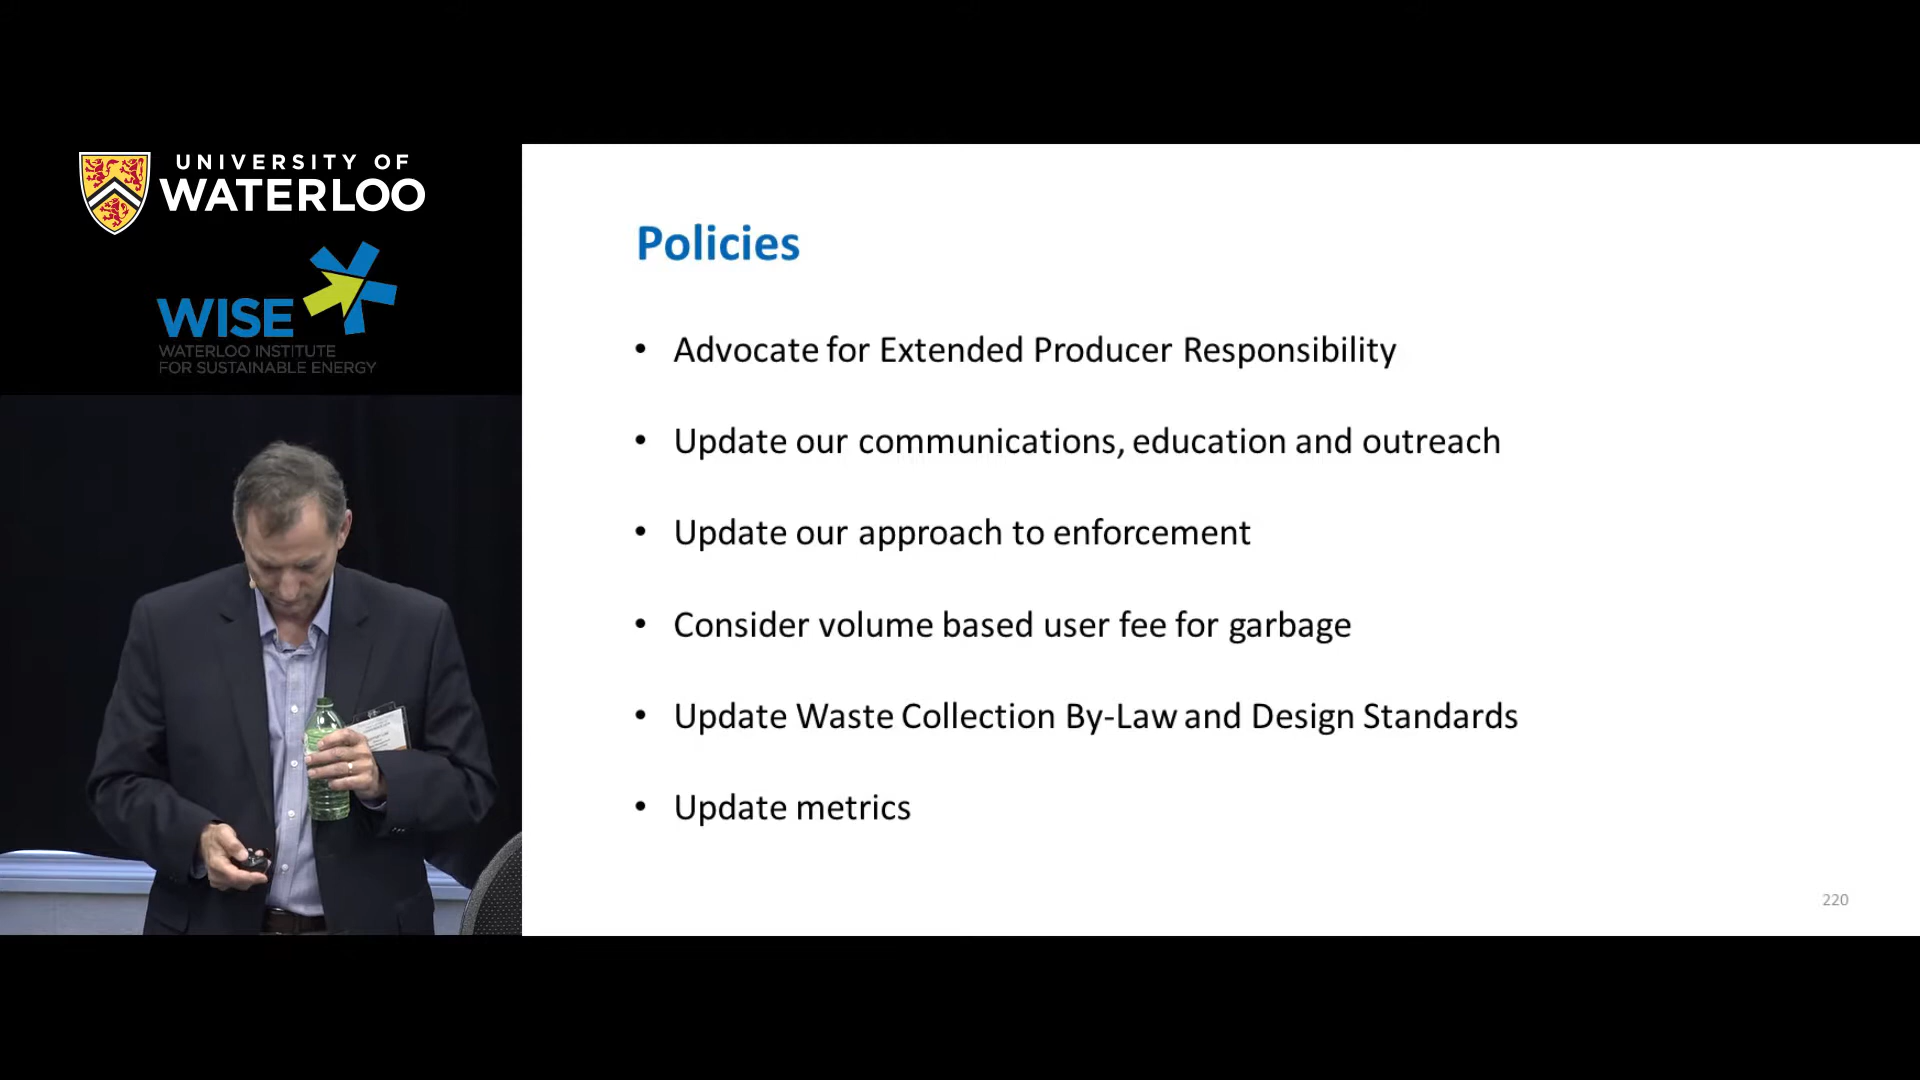 UNIVERSITY OF
WATERLOO
WISE
WATERLOO INSTITUTE
FOR SUSTAINABLE ENERGY
Policies
• Advocate for Extended Producer Responsibility
• Update our communications, education and outreach
• Update our approach to enforcement
• Consider volume based user fee for garbage
• Update Waste Collection By-Law and Design Standards
• Update metrics
220